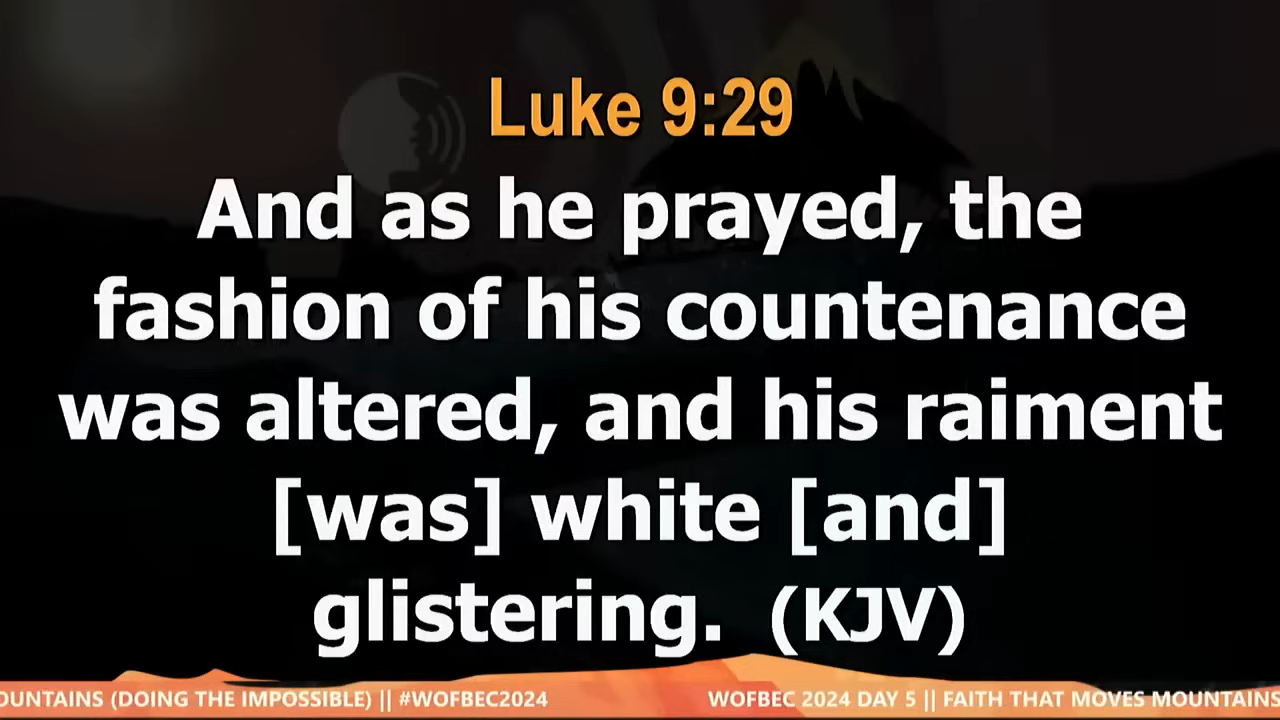 Luke 9:29
And as he prayed, the
fashion of his countenance
was altered, and his raiment
[was] white [and]
glistering. (KJV)
OUNTAINS (DOING THE IMPOSSIBLE) || #WOFBEC2024 WOFBEC 2024 DAY 5 || FAITH THAT MOVES MOUNTAINS